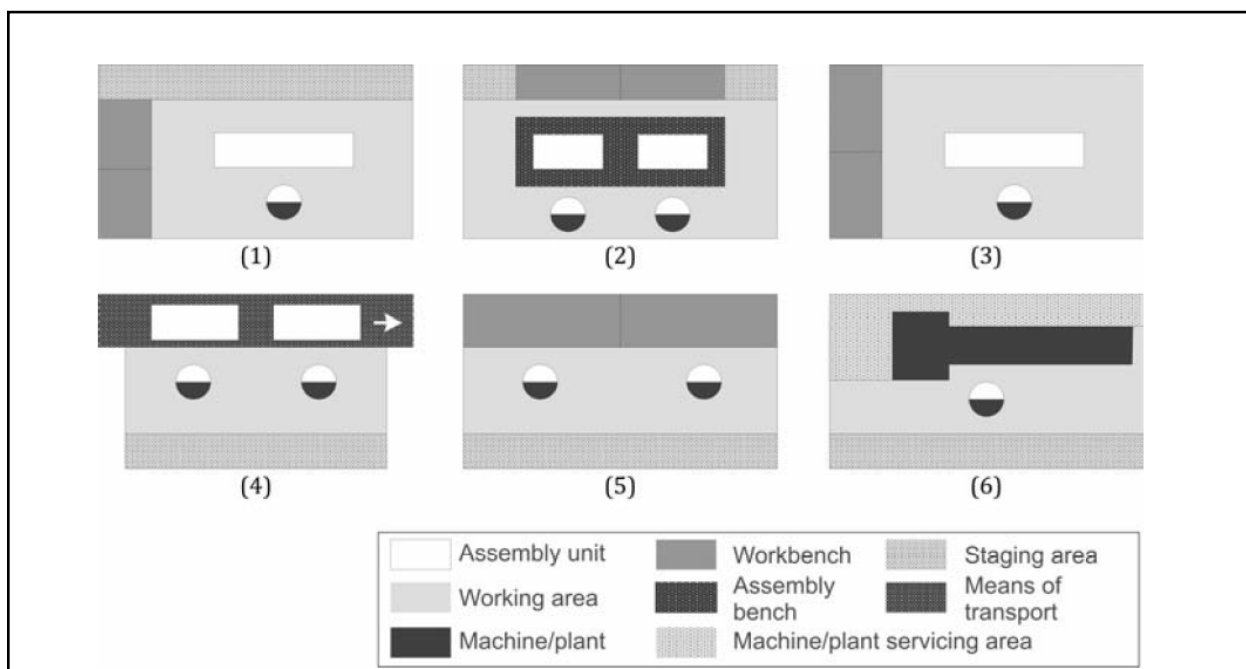 (1)
(2)
(3)
(4)
(5)
(6)
Assembly unit
Workbench
Staging area
Working area
Assembly
bench
Means of
transport
Machine/plant
Machine/plant servicing area